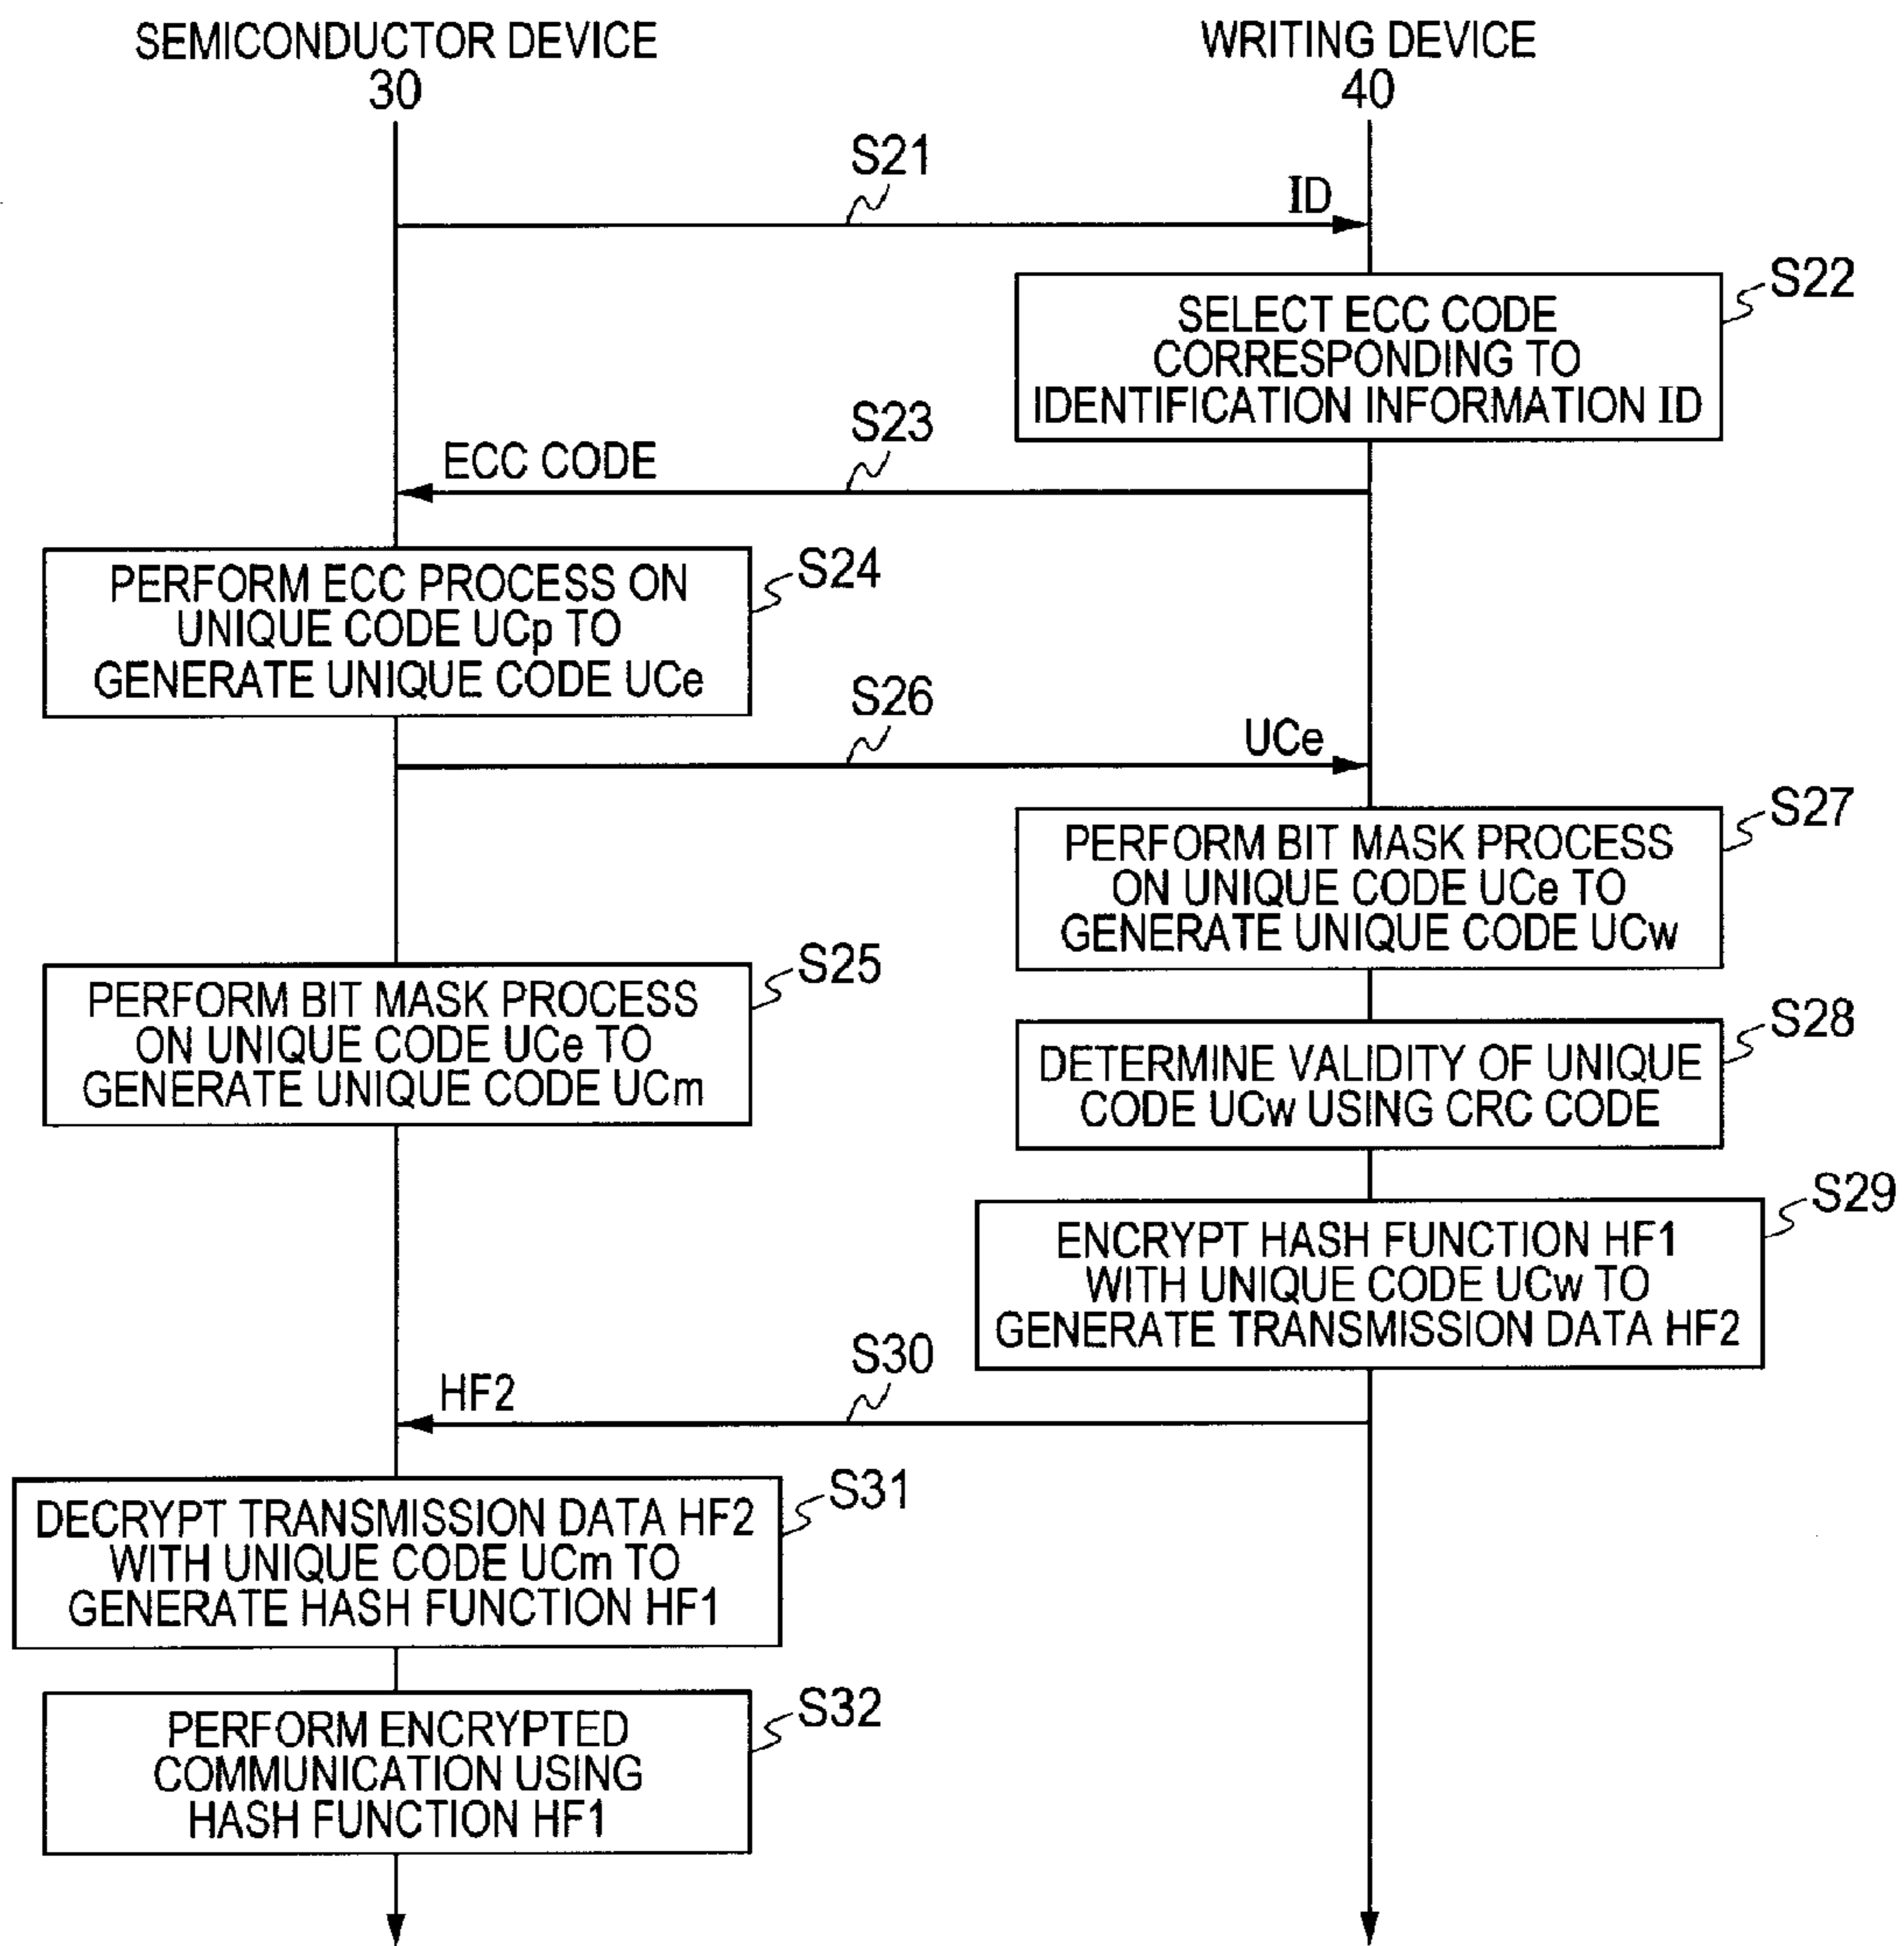 SEMICONDUCTOR DEVICE
30
WRITING DEVICE
40
S21
ID
S22
SELECT ECC CODE
CORRESPONDING TO
IDENTIFICATION INFORMATION ID
S23
ECC CODE
S24
PERFORM ECC PROCESS ON
UNIQUE CODE UCp TO
GENERATE UNIQUE CODE UCe
S26
UCe
S27
PERFORM BIT MASK PROCESS
ON UNIQUE CODE UCe TO
GENERATE UNIQUE CODE UCw
S25
PERFORM BIT MASK PROCESS
ON UNIQUE CODE UCe TO
GENERATE UNIQUE CODE UCm
S28
DETERMINE VALIDITY OF UNIQUE
CODE UCw USING CRC CODE
S29
ENCRYPT HASH FUNCTION HF1
WITH UNIQUE CODE UCw TO
GENERATE TRANSMISSION DATA HF2
S30
HF2
S31
DECRYPT TRANSMISSION DATA HF2
WITH UNIQUE CODE UCm TO
GENERATE HASH FUNCTION HF1
S32
PERFORM ENCRYPTED
COMMUNICATION USING
HASH FUNCTION HF1